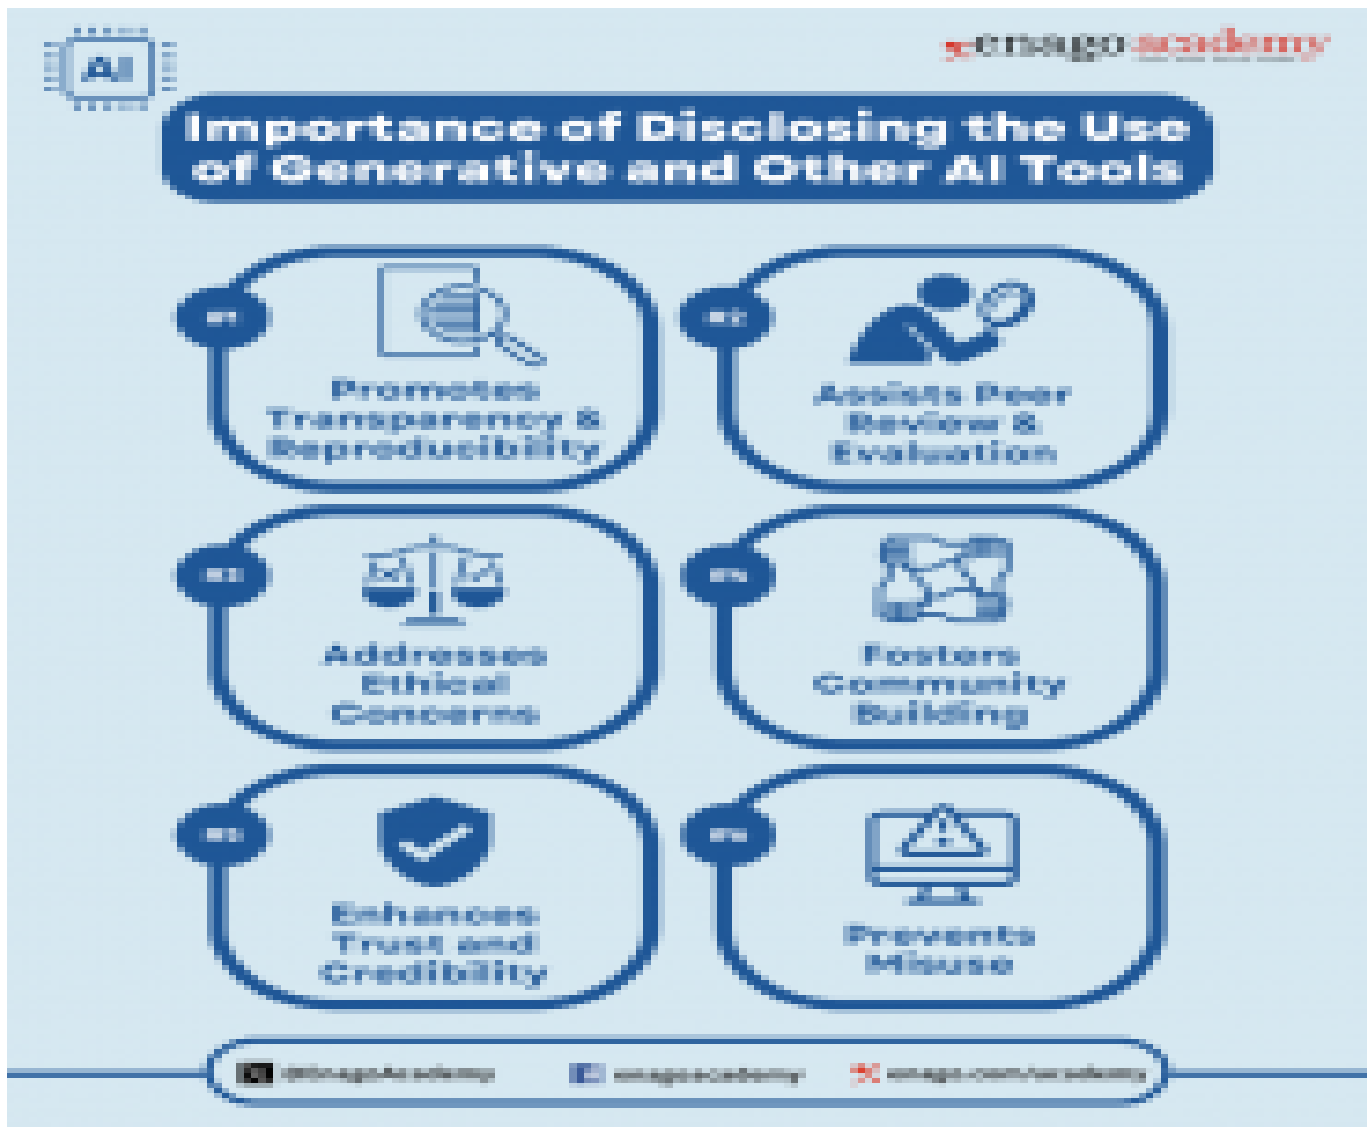 AI
enago academy
Importance of Disclosing the Use
of Generative and Other AI Tools
Promotes
Transparency &
Reproducibility
Assists Peer
Review &
Evaluation
Addresses
Ethical
Concerns
Fosters
Community
Building
Enhances
Trust and
Credibility
Prevents
Misuse
@EnagoAcademy
enagoacademy
enago.com/academy